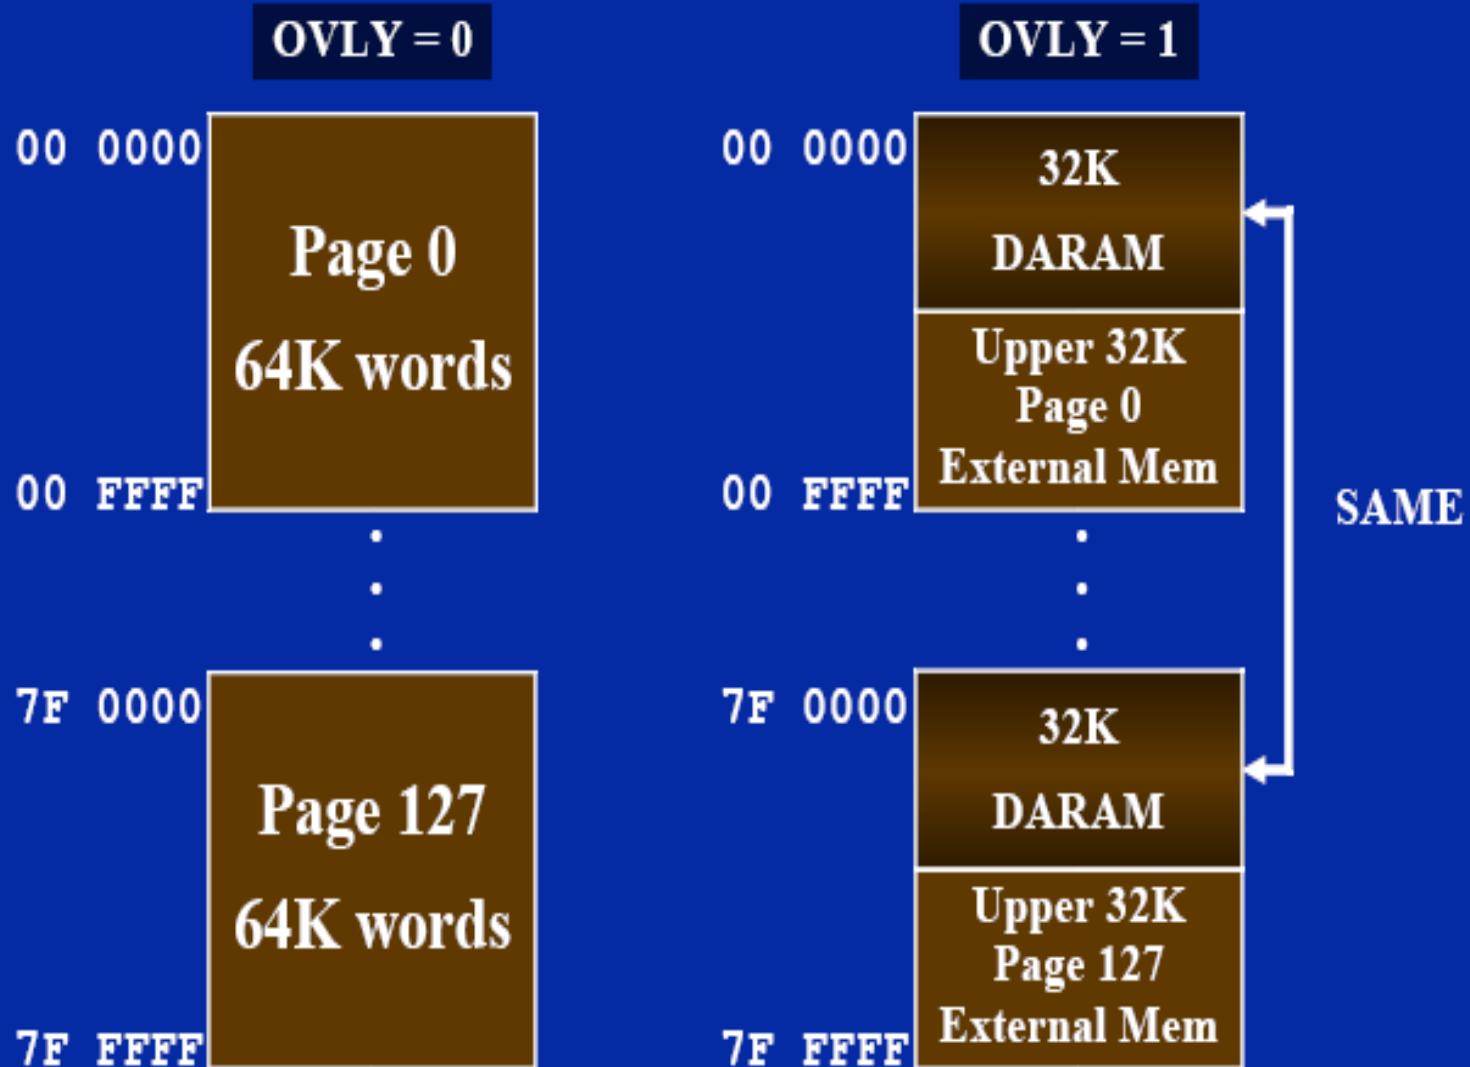 OVLY = 0
00 0000
Page 0
64K words
00 FFFF
7F 0000
Page 127
64K words
7F FFFF
OVLY = 1
00 0000
32K
DARAM
Upper 32K
Page 0
External Mem
00 FFFF
7F 0000
32K
DARAM
Upper 32K
Page 127
External Mem
7F FFFF
SAME